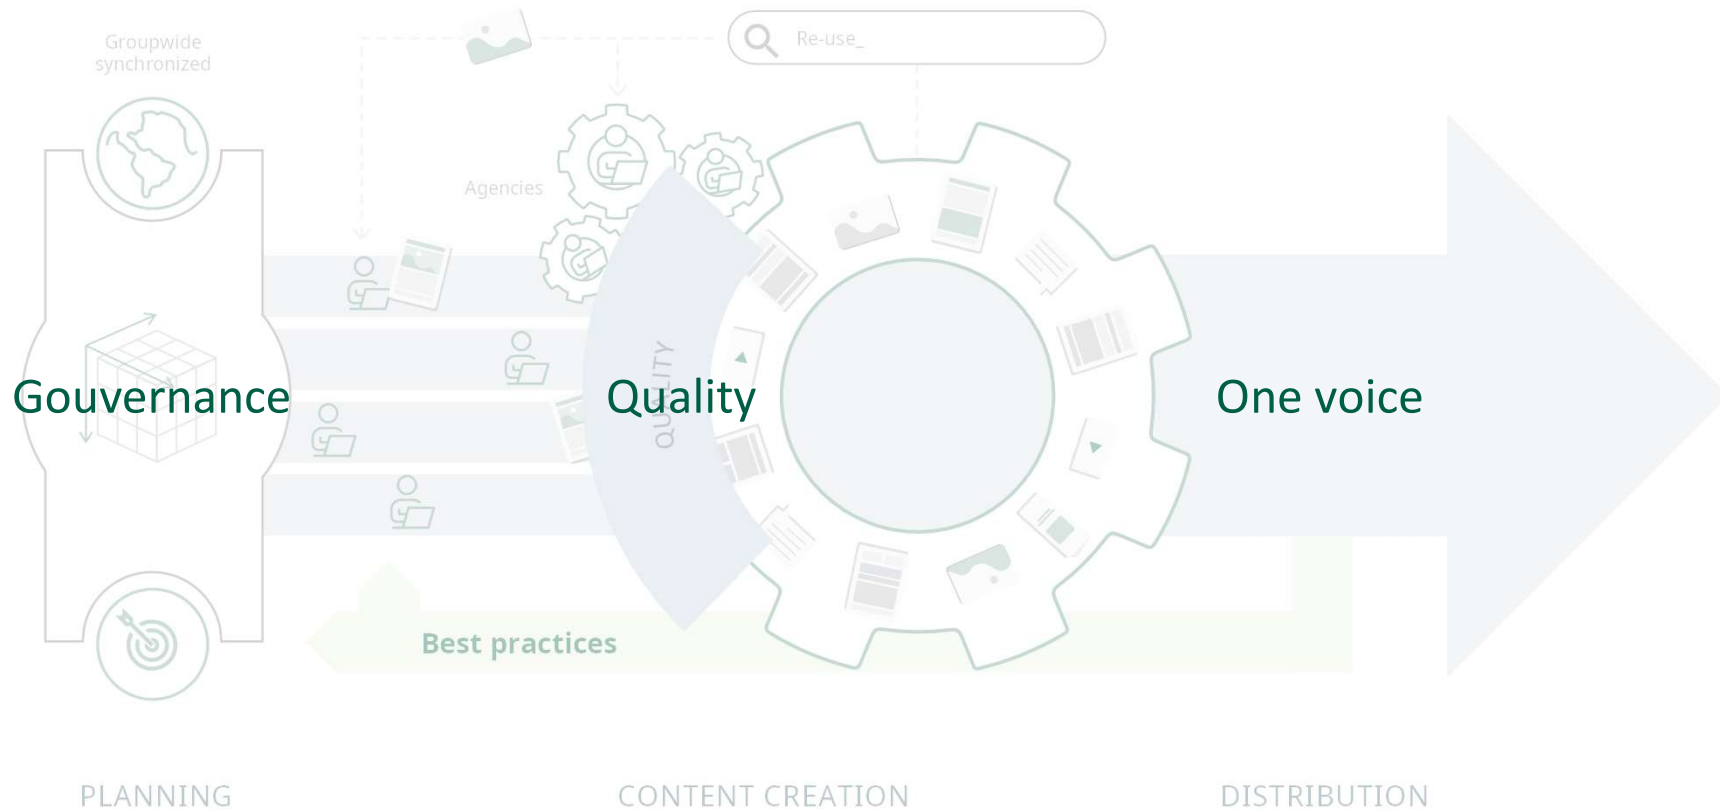 Groupwide
synchronized
Re-use_
Agencies
QUALITY
Gouvernance
Quality
One voice
Best practices
PLANNING
CONTENT CREATION
DISTRIBUTION